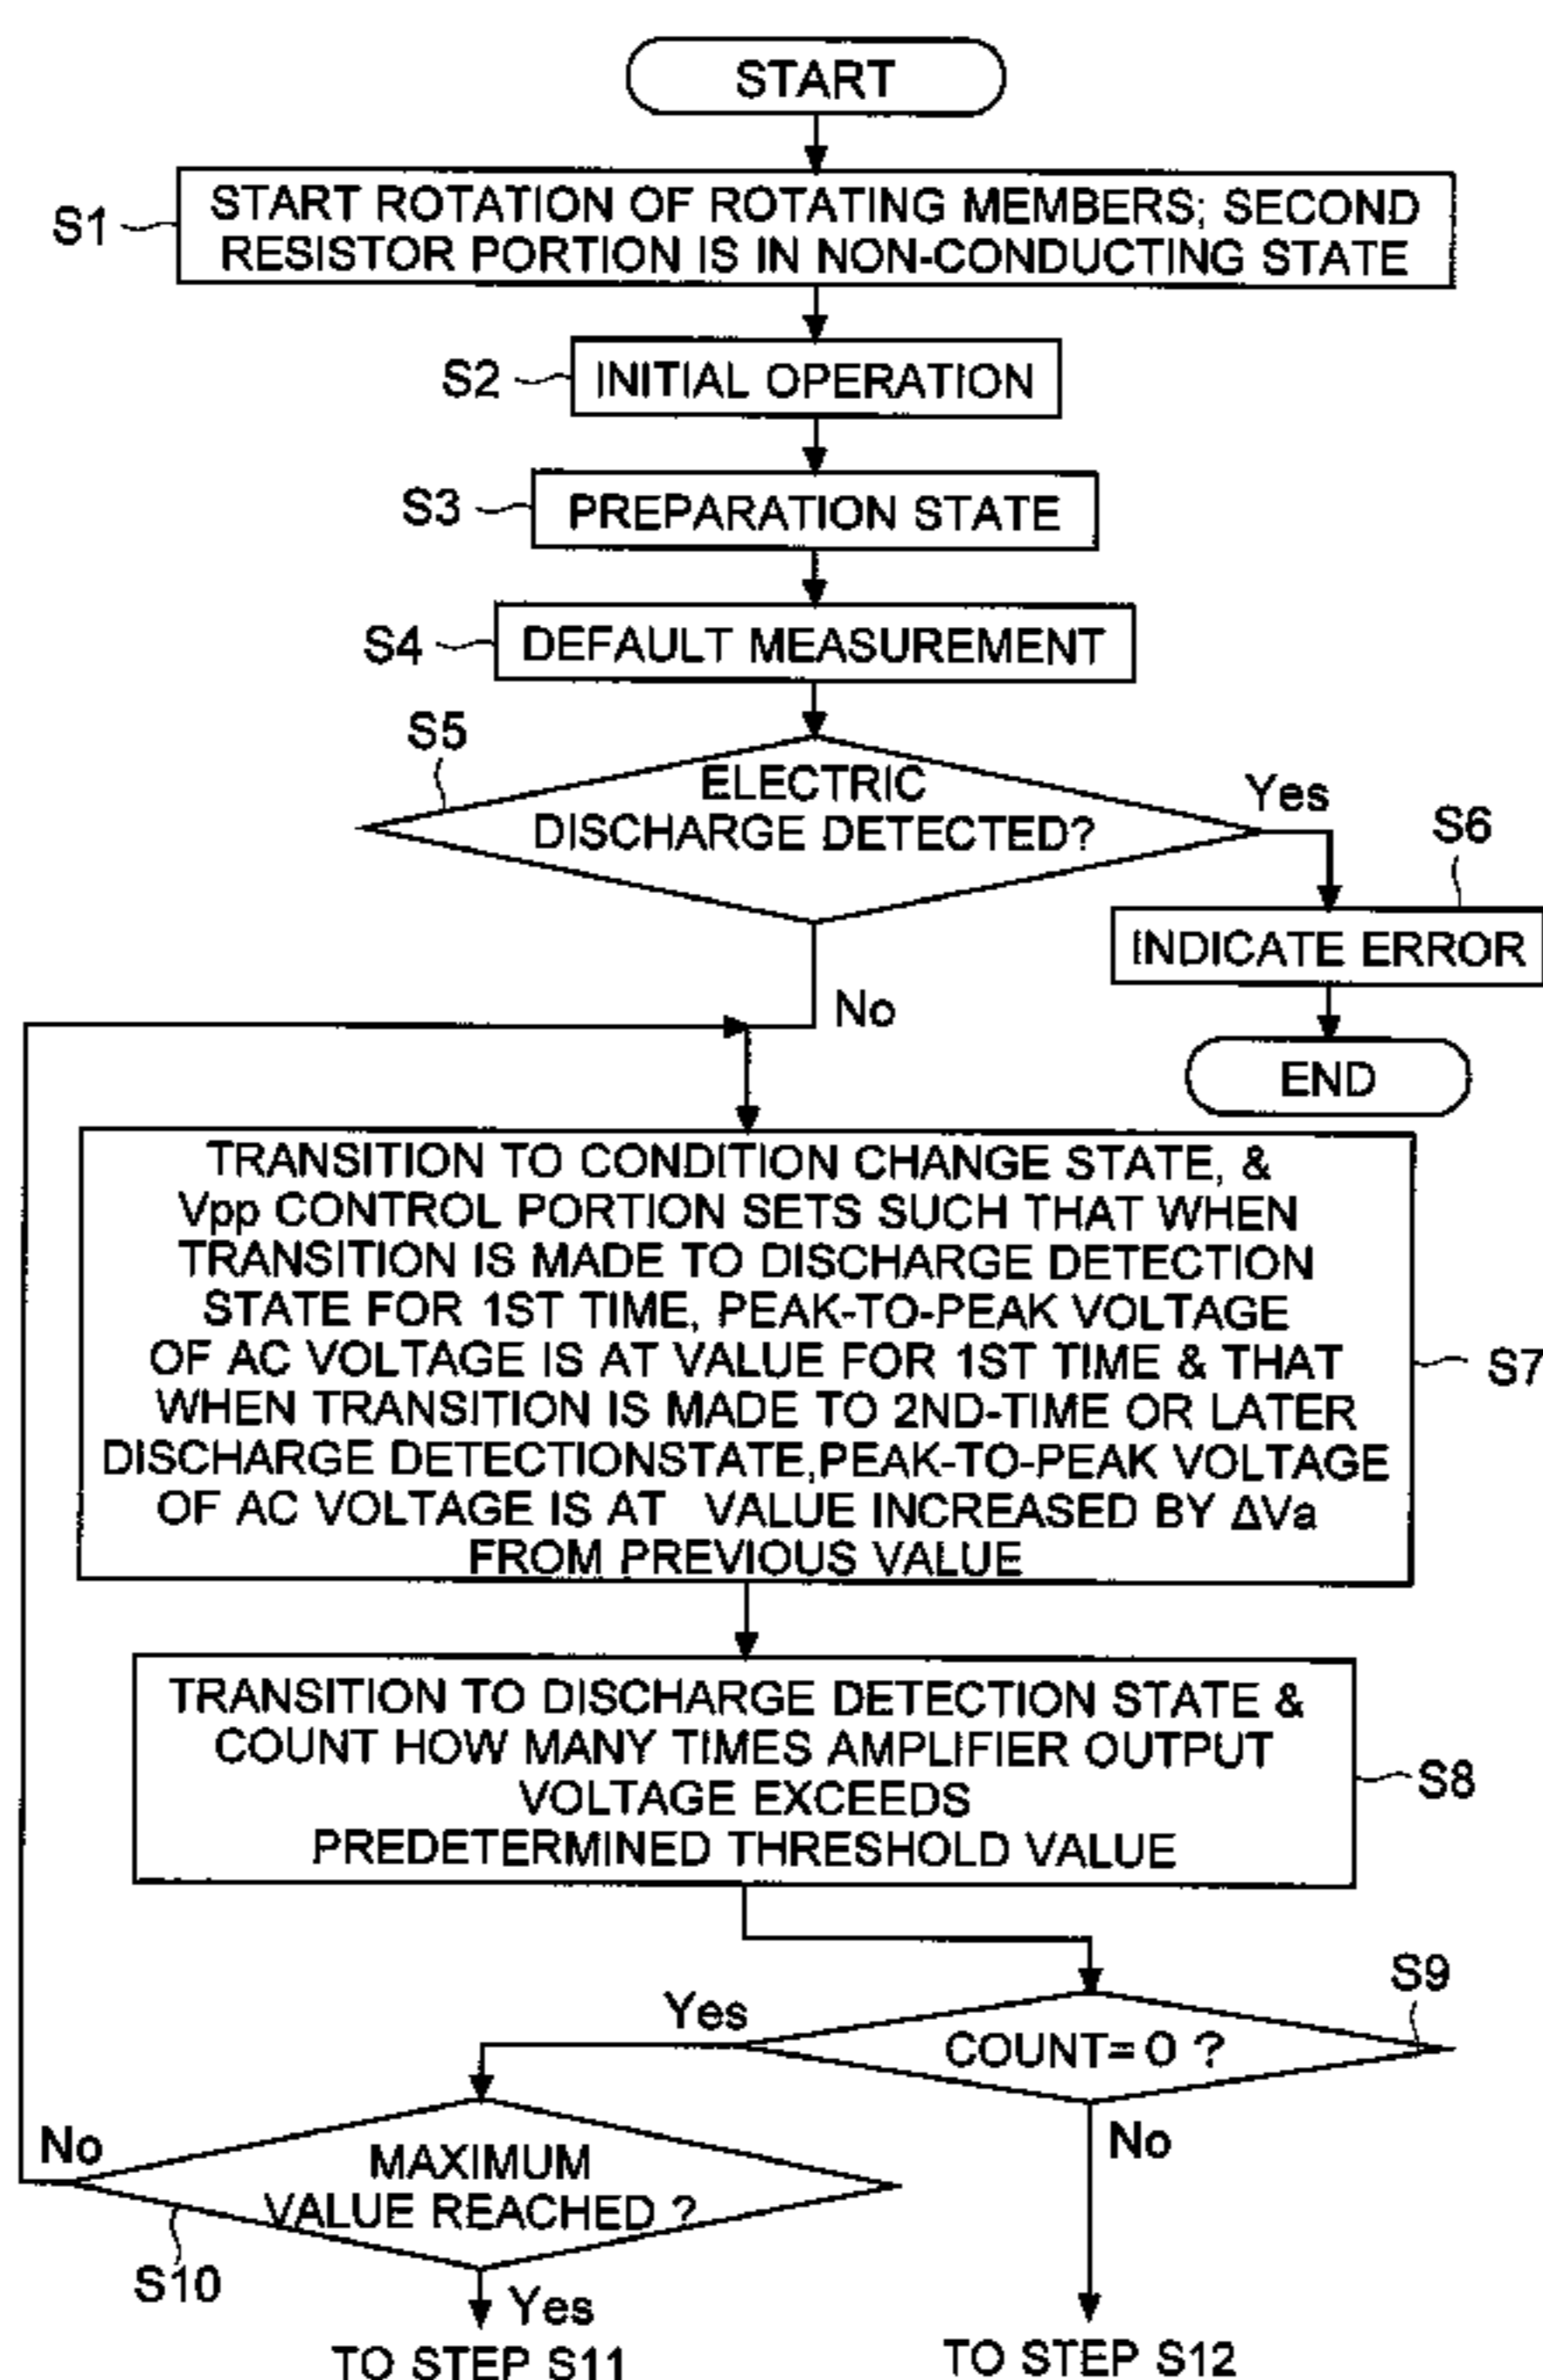 START
S1
START ROTATION OF ROTATING MEMBERS; SECOND
RESISTOR PORTION IS IN NON-CONDUCTING STATE
S2
INITIAL OPERATION
S3
PREPARATION STATE
S4
DEFAULT MEASUREMENT
S5
ELECTRIC
DISCHARGE DETECTED?
Yes
S6
INDICATE ERROR
No
END
TRANSITION TO CONDITION CHANGE STATE, &
Vpp CONTROL PORTION SETS SUCH THAT WHEN
TRANSITION IS MADE TO DISCHARGE DETECTION
STATE FOR 1ST TIME, PEAK-TO-PEAK VOLTAGE
OF AC VOLTAGE IS AT VALUE FOR 1ST TIME & THAT
WHEN TRANSITION IS MADE TO 2ND-TIME OR LATER
DISCHARGE DETECTIONSTATE,PEAK-TO-PEAK VOLTAGE
OF AC VOLTAGE IS AT VALUE INCREASED BY ΔVa
FROM PREVIOUS VALUE
S7
TRANSITION TO DISCHARGE DETECTION STATE &
COUNT HOW MANY TIMES AMPLIFIER OUTPUT
VOLTAGE EXCEEDS
PREDETERMINED THRESHOLD VALUE
S8
S9
Yes
COUNT= 0 ?
No
No
MAXIMUM
VALUE REACHED ?
S10
Yes
TO STEP S11
TO STEP S12